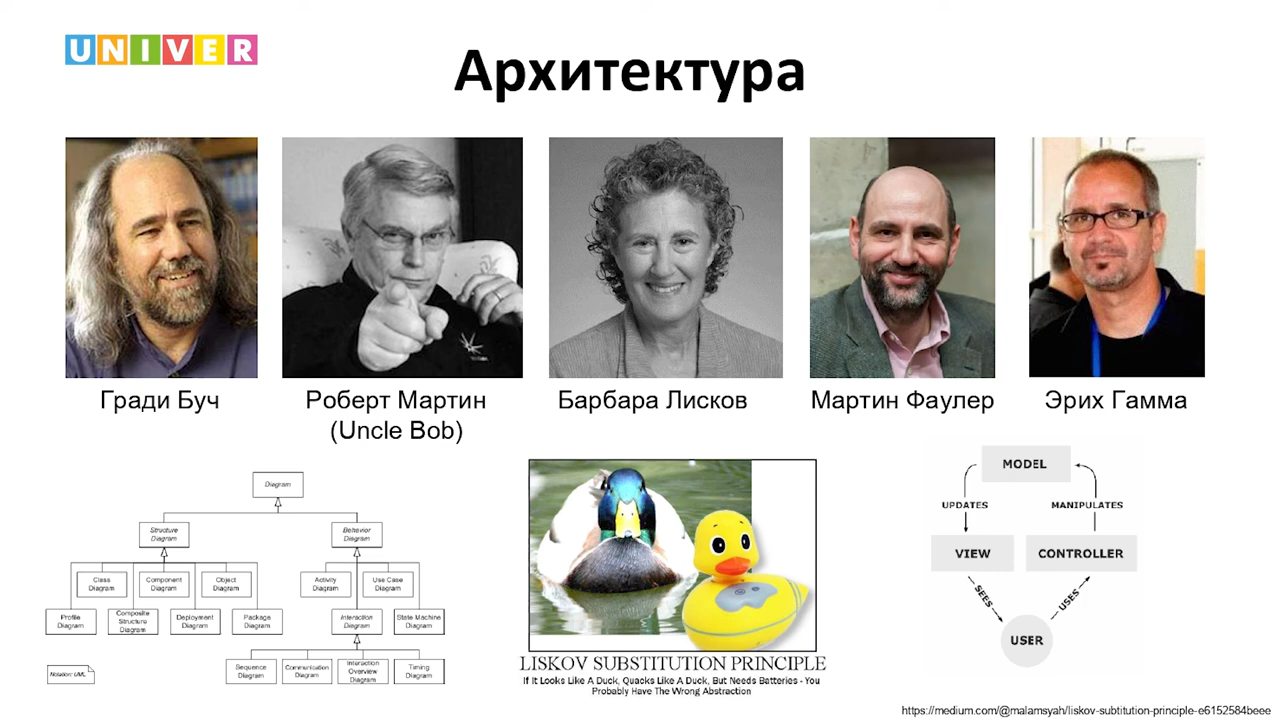 UNIVER
Архитектура
Гради Буч
Роберт Мартин
(Uncle Bob)
Барбара Лисков
Мартин Фаулер
Эрих Гамма
Diagram
Structure
Diagram
Behavior
Diagram
Class
Diagram
Component
Diagram
Object
Diagram
Activity
Diagram
Use Case
Diagram
Profile
Diagram
Composite
Structure
Diagram
Deployment
Diagram
Package
Diagram
Interaction
Diagram
State Machine
Diagram
Sequence
Diagram
Communication
Diagram
Interaction
Overview
Diagram
Timing
Diagram
Notation: UML
LISKOV SUBSTITUTION PRINCIPLE
If It Looks Like A Duck, Quacks Like A Duck, But Needs Batteries - You
Probably Have The Wrong Abstraction
MODEL
UPDATES
MANIPULATES
VIEW
CONTROLLER
SEES
USES
USER
https://medium.com/@malamsyah/liskov-subtitution-principle-e6152584beee